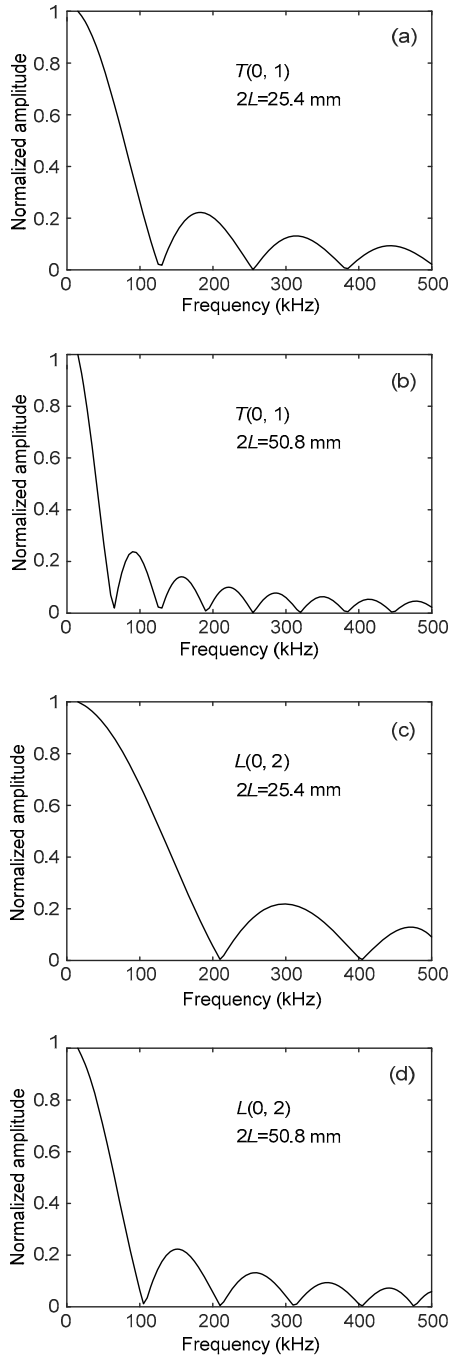 (a)
T(0, 1)
2L=25.4 mm
Normalized amplitude
1
0.8
0.6
0.4
0.2
0
0 100 200 300 400 500
Frequency (kHz)
(b)
T(0, 1)
2L=50.8 mm
Normalized amplitude
1
0.8
0.6
0.4
0.2
0
0 100 200 300 400 500
Frequency (kHz)
(c)
L(0, 2)
2L=25.4 mm
Normalized amplitude
1
0.8
0.6
0.4
0.2
0
0 100 200 300 400 500
Frequency (kHz)
(d)
L(0, 2)
2L=50.8 mm
Normalized amplitude
1
0.8
0.6
0.4
0.2
0
0 100 200 300 400 500
Frequency (kHz)